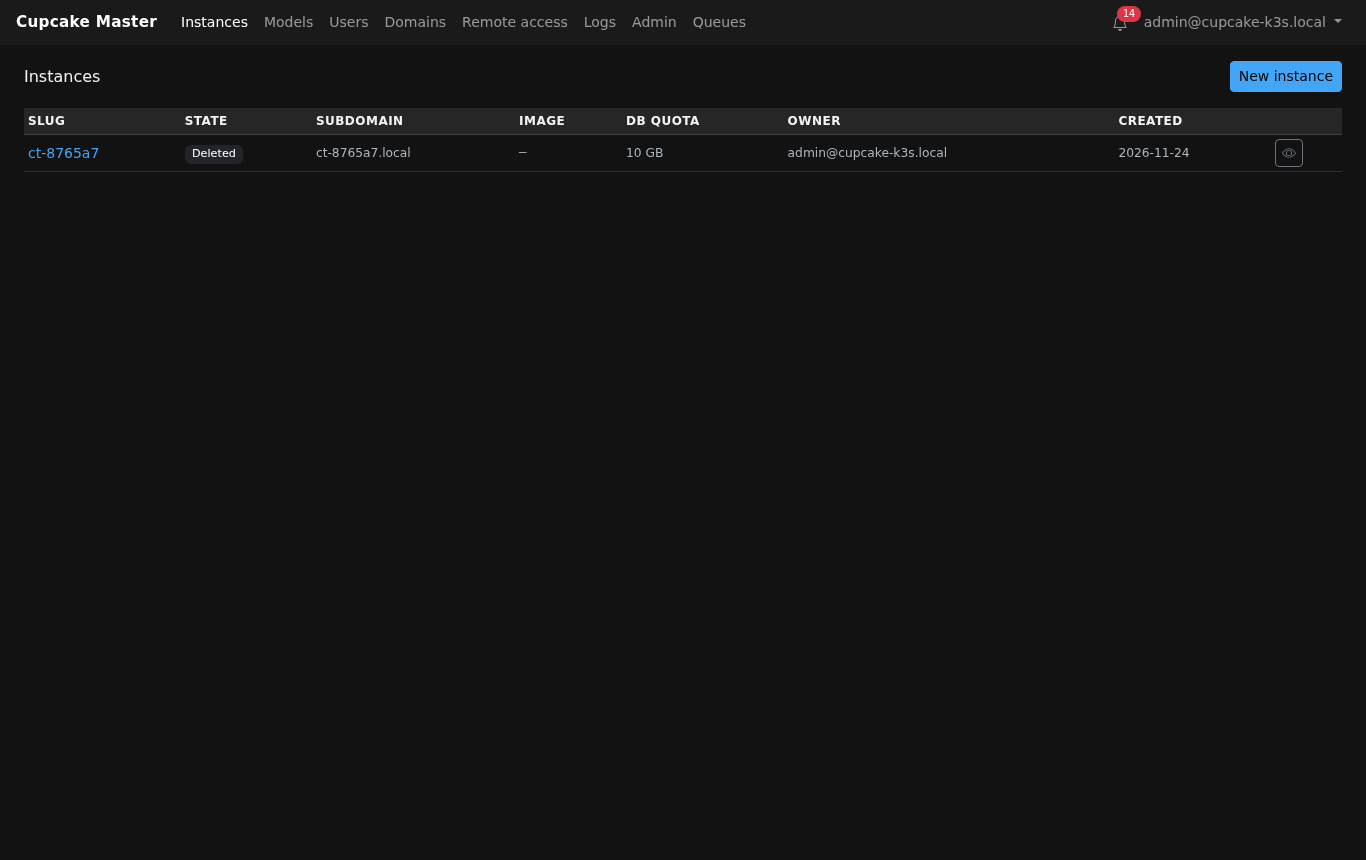 Cupcake Master Instances Models Users Domains Remote access Logs Admin Queues 14 admin@cupcake-k3s.local
Instances New instance
SLUG STATE SUBDOMAIN IMAGE DB QUOTA OWNER CREATED
ct-8765a7 Deleted ct-8765a7.local — 10 GB admin@cupcake-k3s.local 2026-11-24